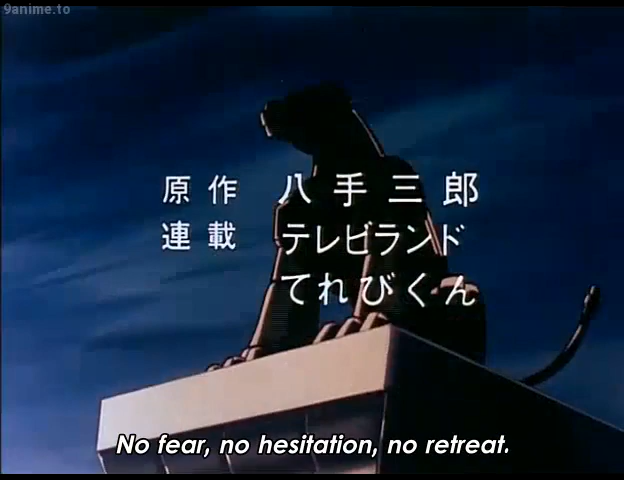 9anime.to
原作 八手三郎
連載 テレビランド
てれびくん
No fear, no hesitation, no retreat.